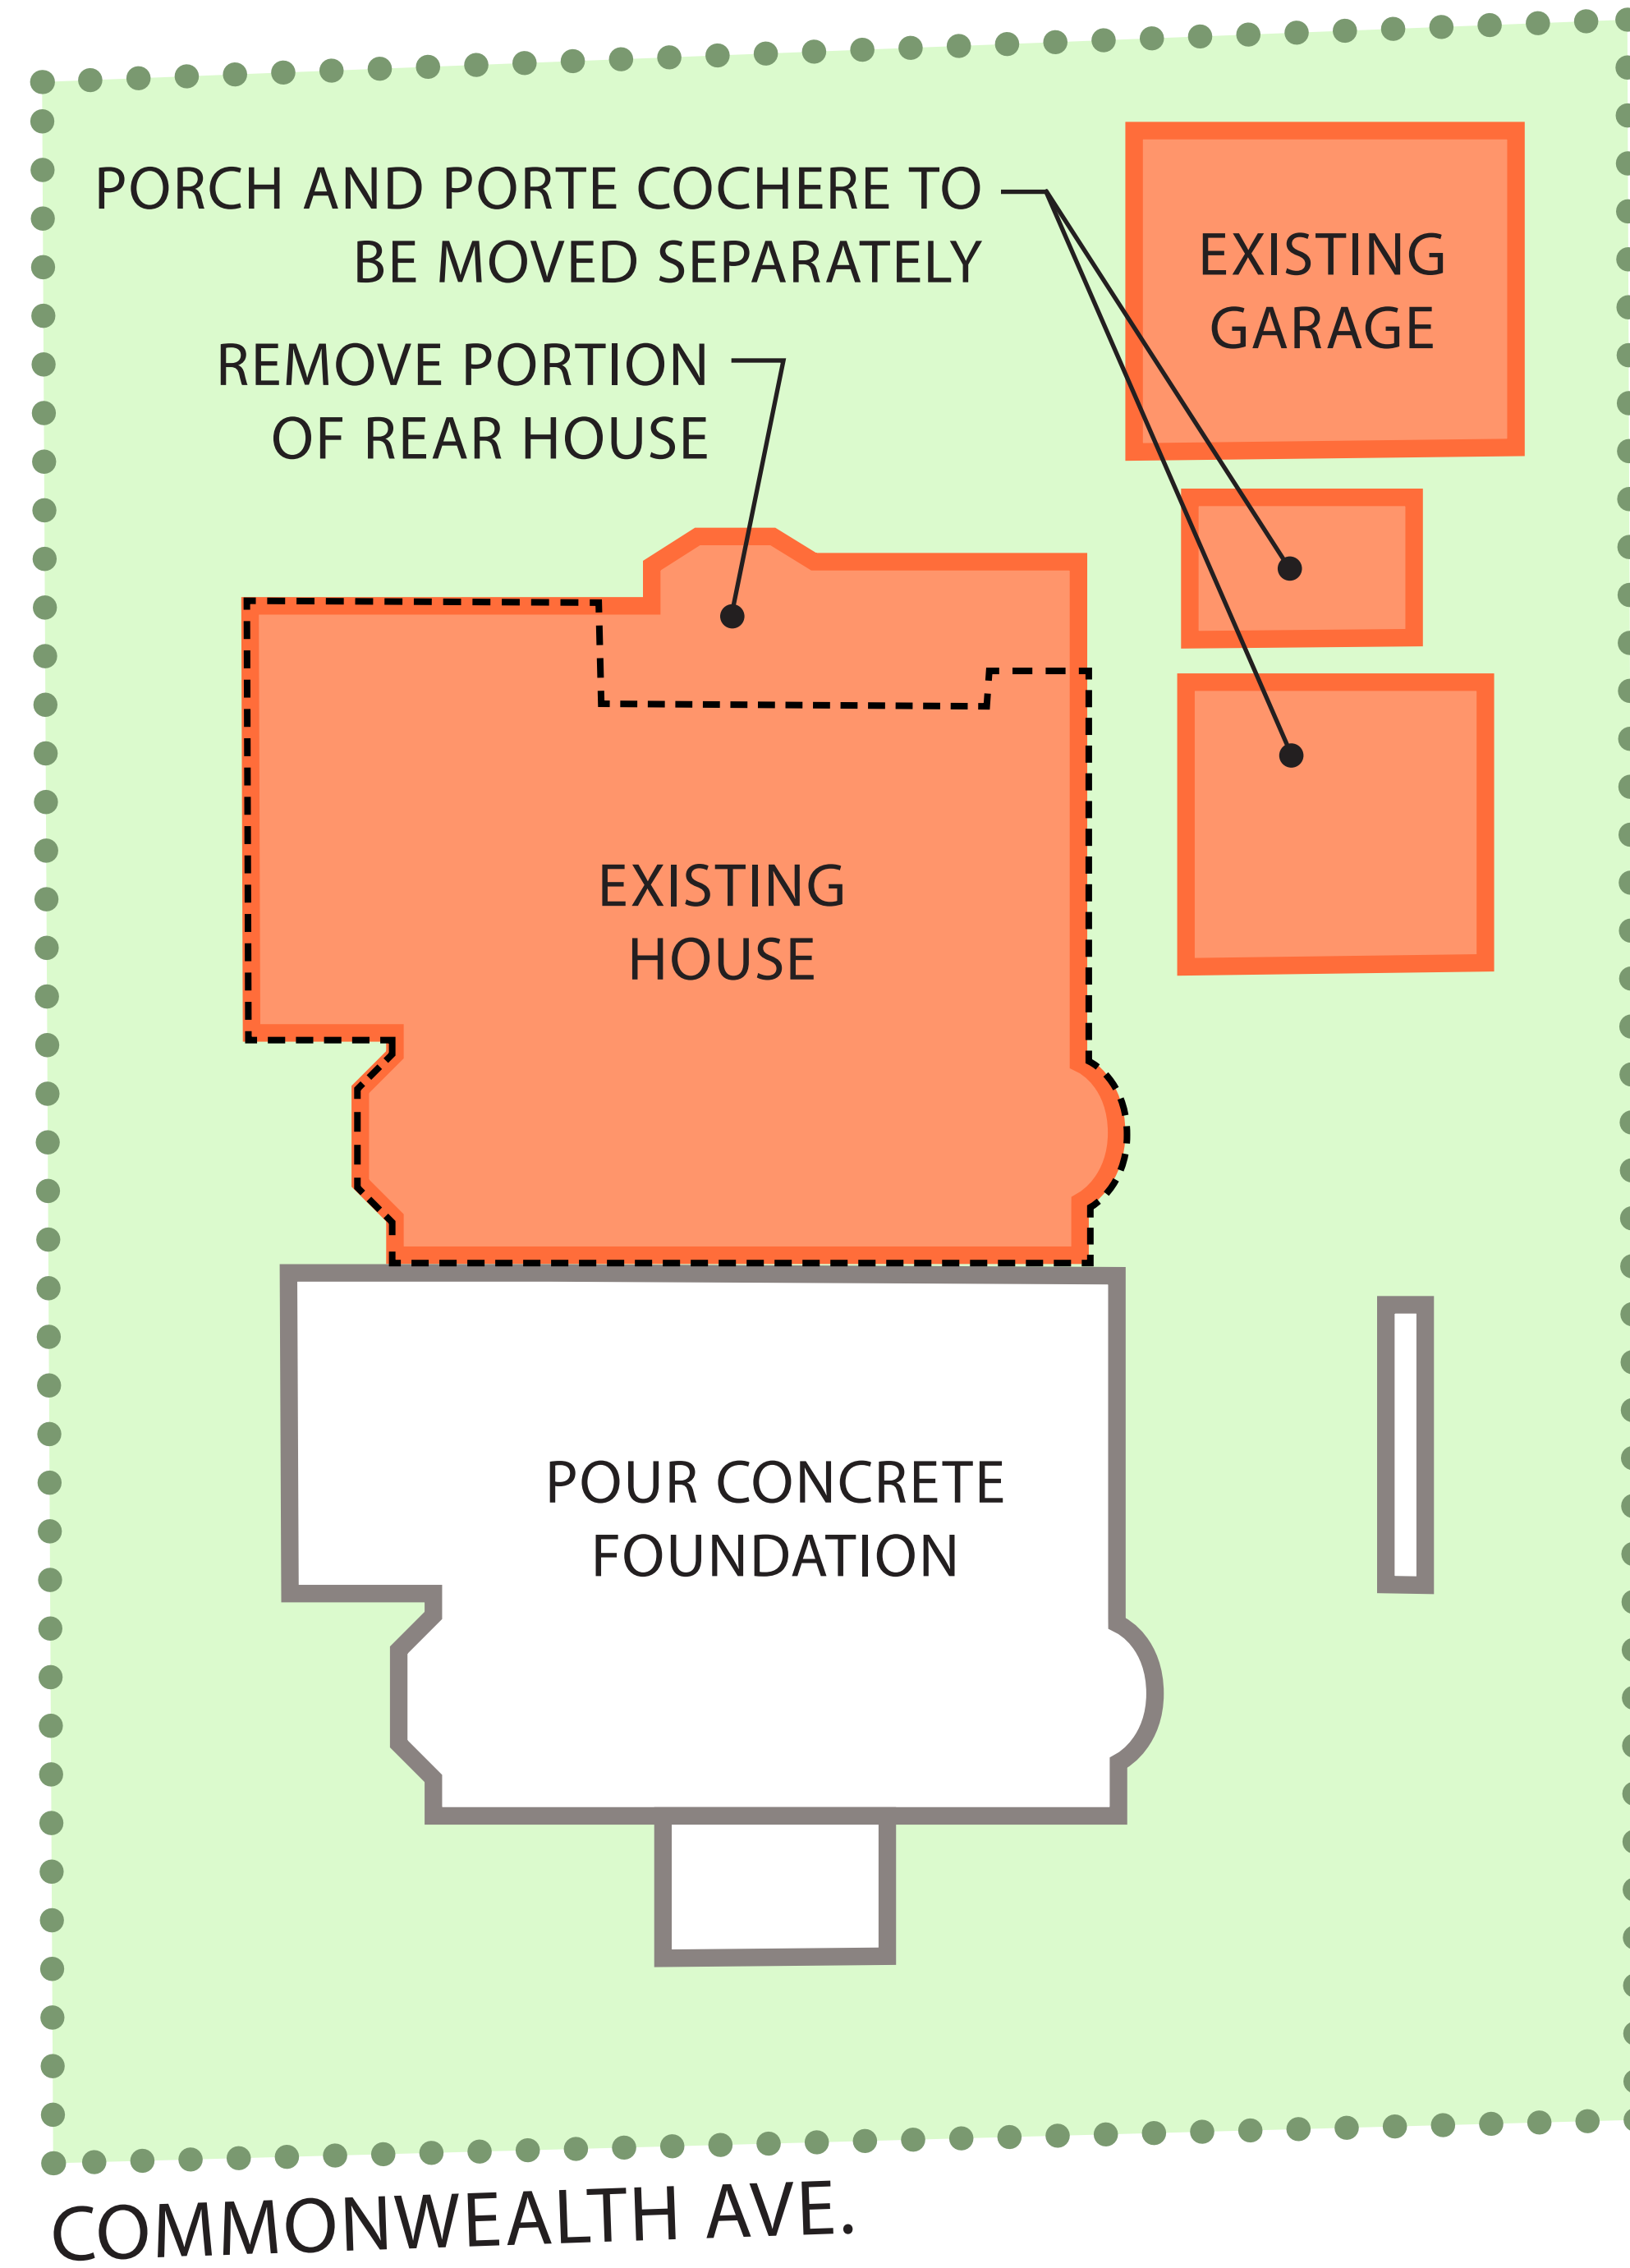 PORCH AND PORTE COCHERE TO
BE MOVED SEPARATELY
EXISTING
GARAGE
REMOVE PORTION
OF REAR HOUSE
EXISTING
HOUSE
POUR CONCRETE
FOUNDATION
COMMONWEALTH AVE.